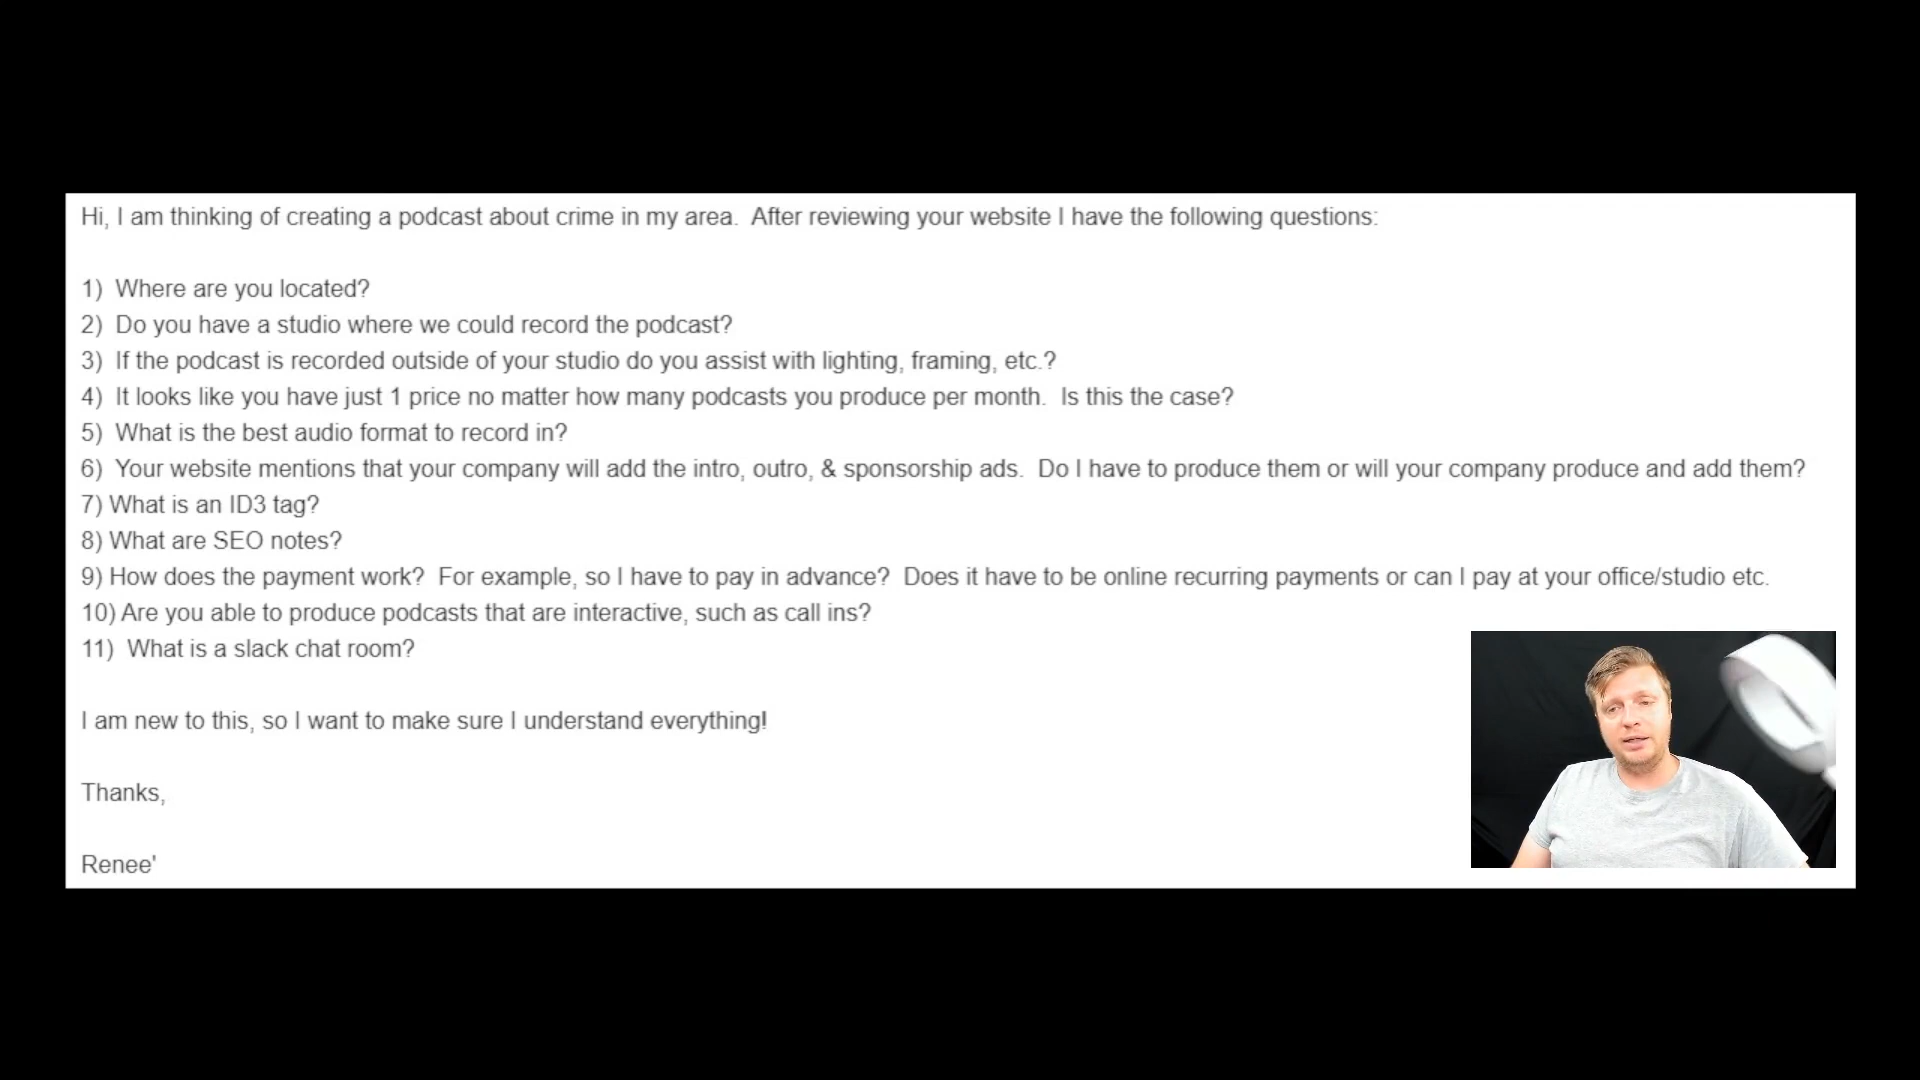 Hi, I am thinking of creating a podcast about crime in my area.  After reviewing your website I have the following questions:
1)  Where are you located?
2)  Do you have a studio where we could record the podcast?
3)  If the podcast is recorded outside of your studio do you assist with lighting, framing, etc.?
4)  It looks like you have just 1 price no matter how many podcasts you produce per month.  Is this the case?
5)  What is the best audio format to record in?
6)  Your website mentions that your company will add the intro, outro, & sponsorship ads.  Do I have to produce them or will your company produce and add them?
7) What is an ID3 tag?
8) What are SEO notes?
9) How does the payment work?  For example, so I have to pay in advance?  Does it have to be online recurring payments or can I pay at your office/studio etc.
10) Are you able to produce podcasts that are interactive, such as call ins?
11)  What is a slack chat room?
I am new to this, so I want to make sure I understand everything!
Thanks,
Renee'